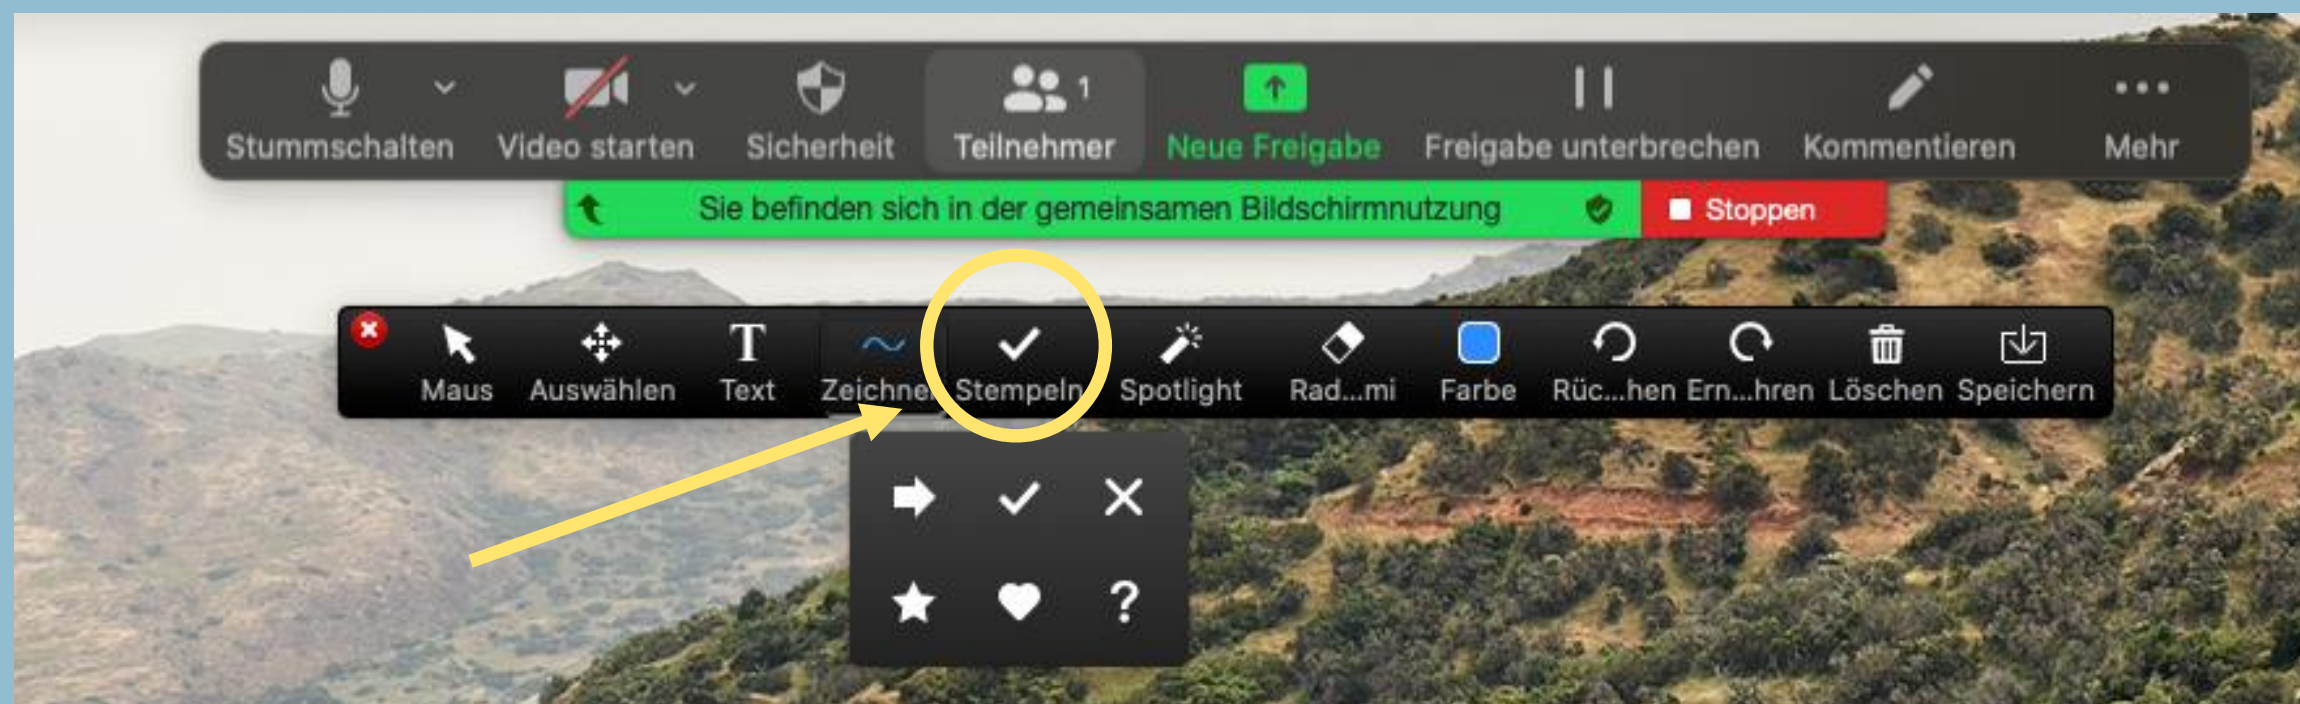 1
Stummschalten Video starten Sicherheit Teilnehmer Neue Freigabe Freigabe unterbrechen Kommentieren Mehr
Sie befinden sich in der gemeinsamen Bildschirmnutzung Stoppen
T
Maus Auswählen Text Zeichnen Stempeln Spotlight Rad...mi Farbe Rüc...hen Ern...hren Löschen Speichern
?